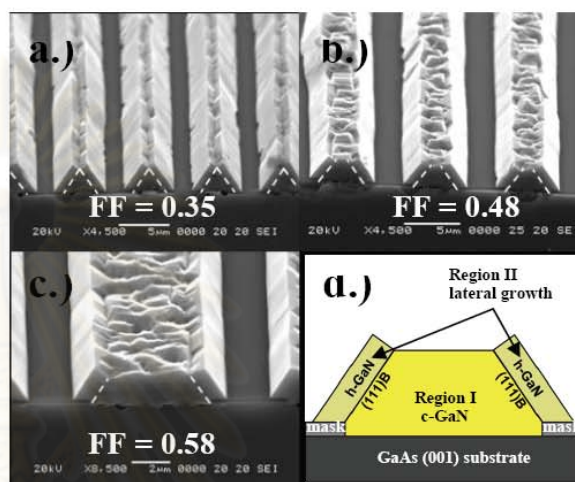 a.)
FF = 0.35
20kV X4,500 5µm 0000 20 20 SEI
b.)
FF = 0.48
20kV X4,500 5µm 0000 25 20 SEI
c.)
FF = 0.58
20kV X8,500 2µm 0000 20 20 SEI
d.)
Region II
lateral growth
h-GaN
(111)B
Region I
c-GaN
h-GaN
(111)B
mask
mask
GaAs (001) substrate